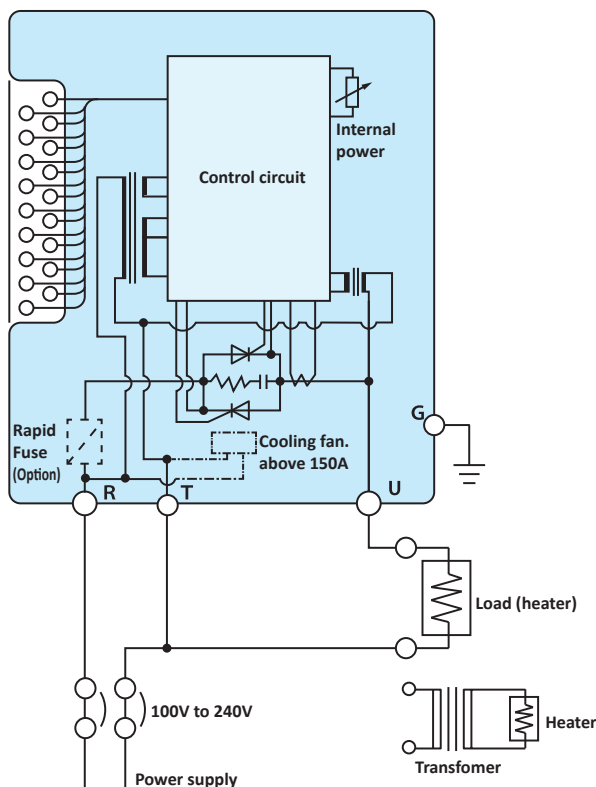 Internal
power
Control circuit
G
Rapid
Fuse
(Option)
Cooling fan.
above 150A
R
T
U
Load (heater)
100V to 240V
Heater
Transfomer
Power supply